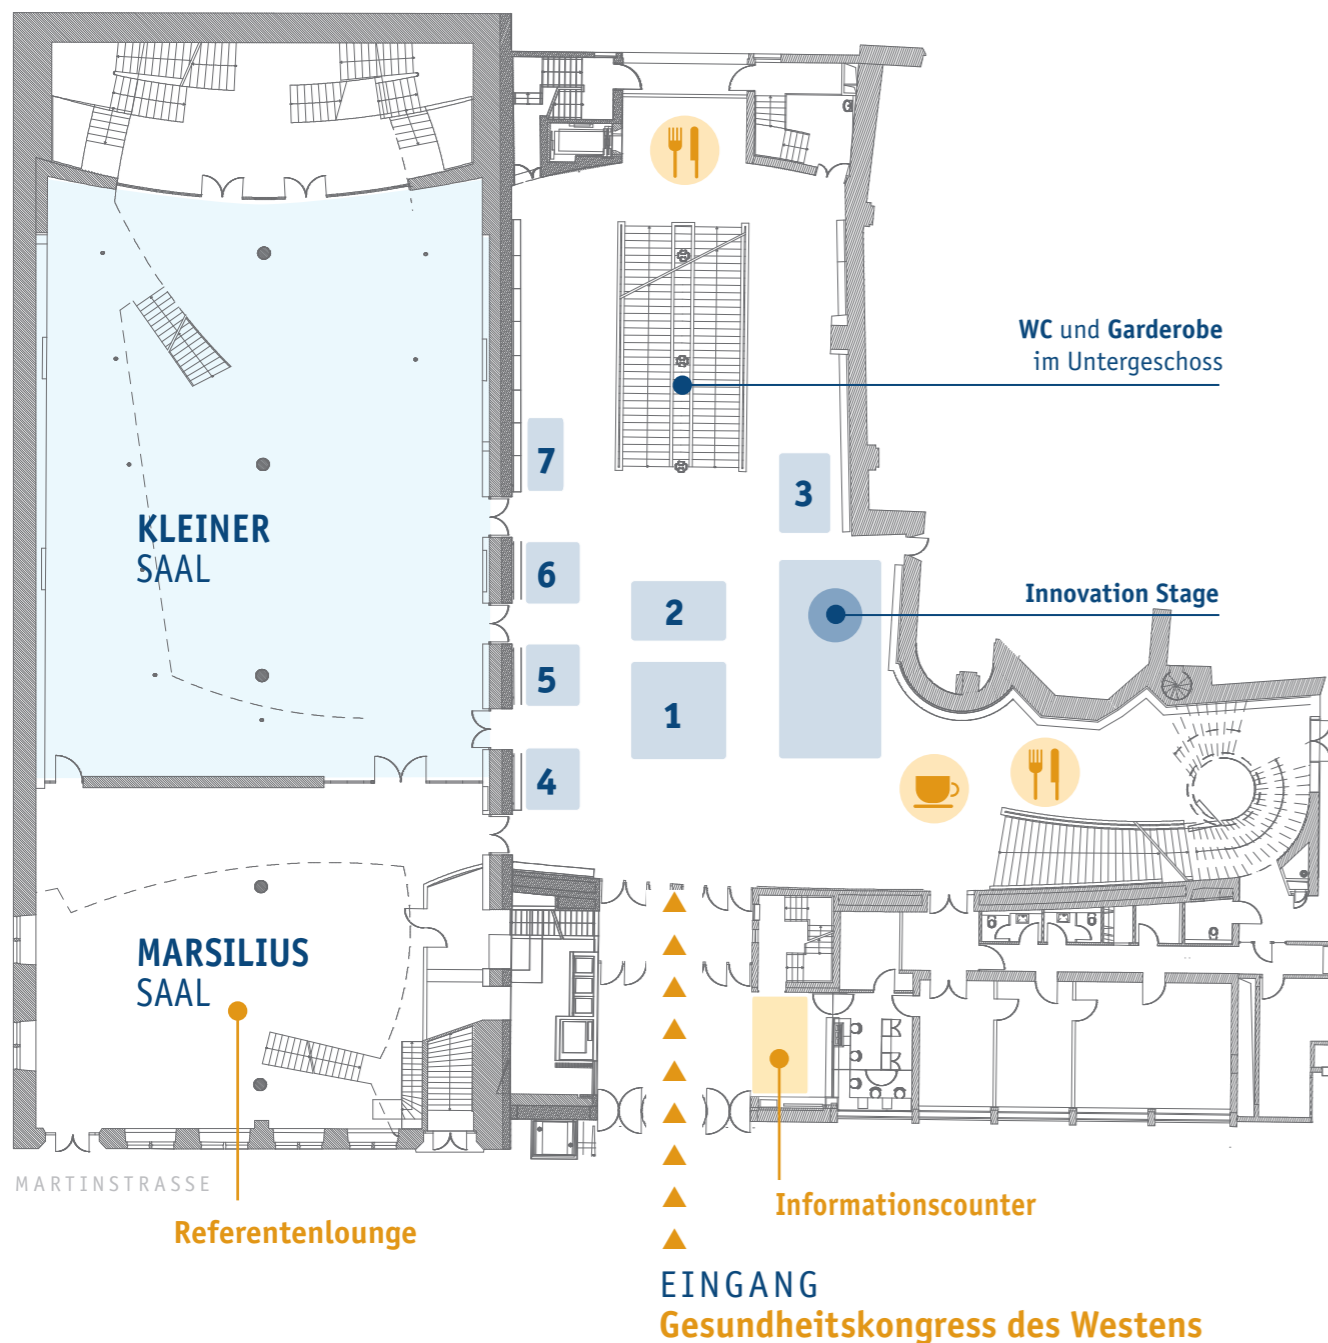 WC und Garderobe
im Untergeschoss
7
3
KLEINER
SAAL
6
2
Innovation Stage
5
1
4
MARSILIUS
SAAL
MARTINSTRASSE
Referentenlounge
Informationscounter
EINGANG
Gesundheitskongress des Westens